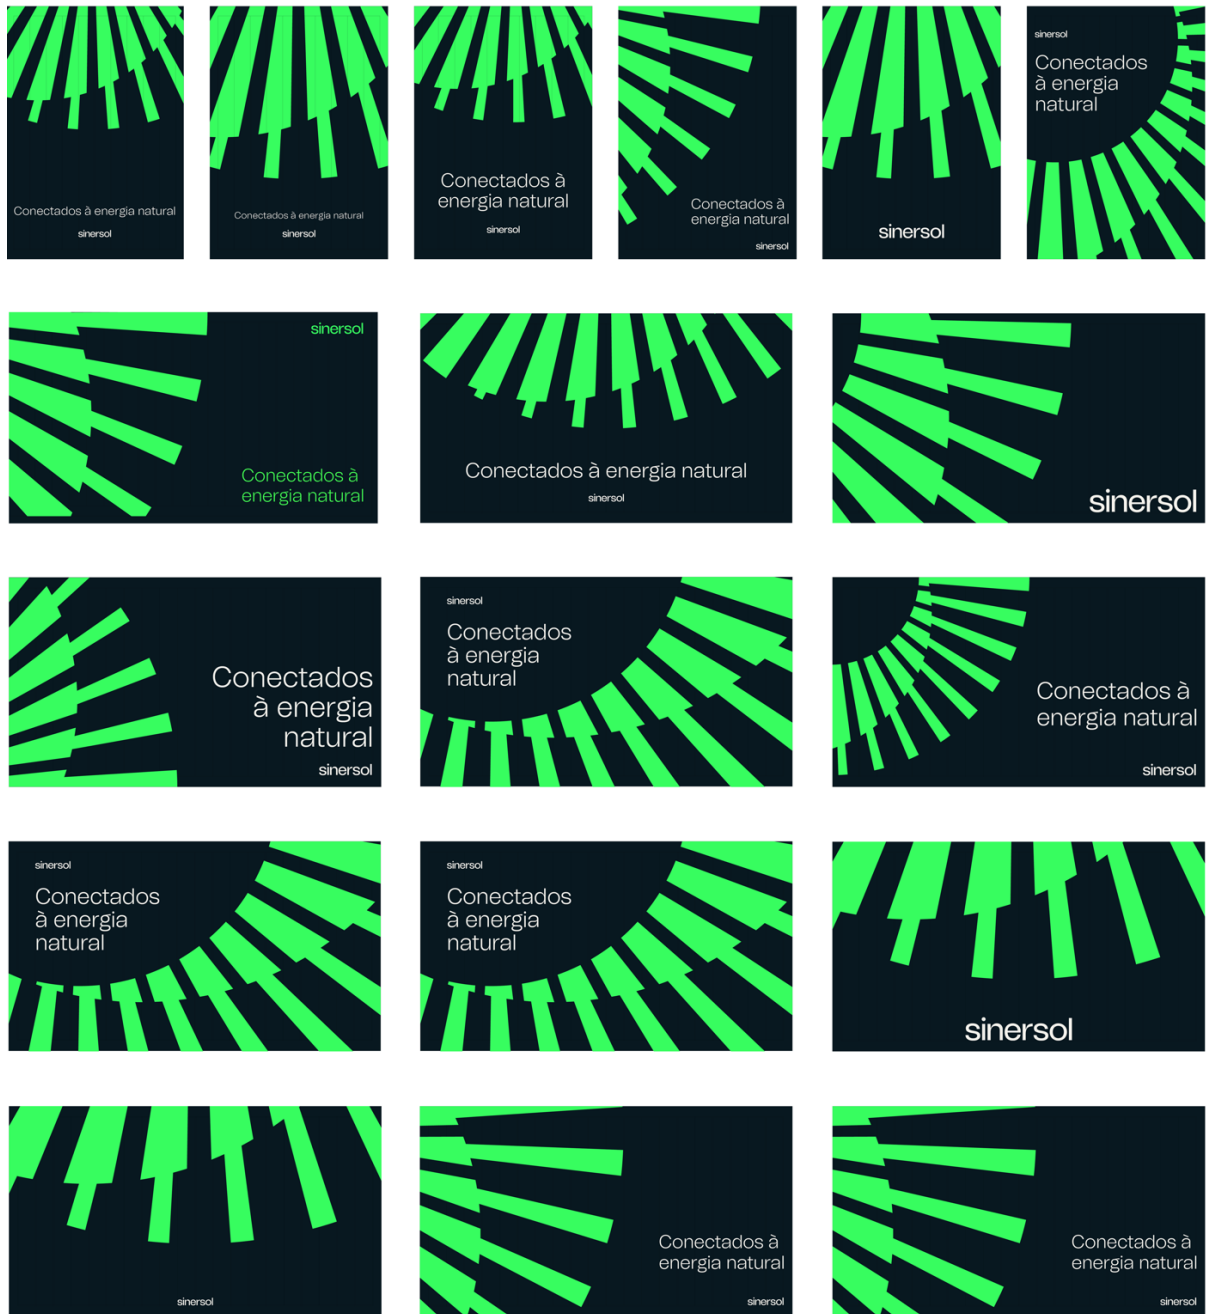 Conectados à energia natural
sinersol
Conectados à energia natural
sinersol
Conectados à
energia natural
sinersol
Conectados à
energia natural
sinersol
sinersol
sinersol
Conectados
à energia
natural
sinersol
Conectados à
energia natural
Conectados à energia natural
sinersol
sinersol
Conectados
à energia
natural
sinersol
sinersol
Conectados
à energia
natural
Conectados à
energia natural
sinersol
sinersol
Conectados
à energia
natural
sinersol
Conectados
à energia
natural
sinersol
sinersol
Conectados à
energia natural
sinersol
Conectados à
energia natural
sinersol